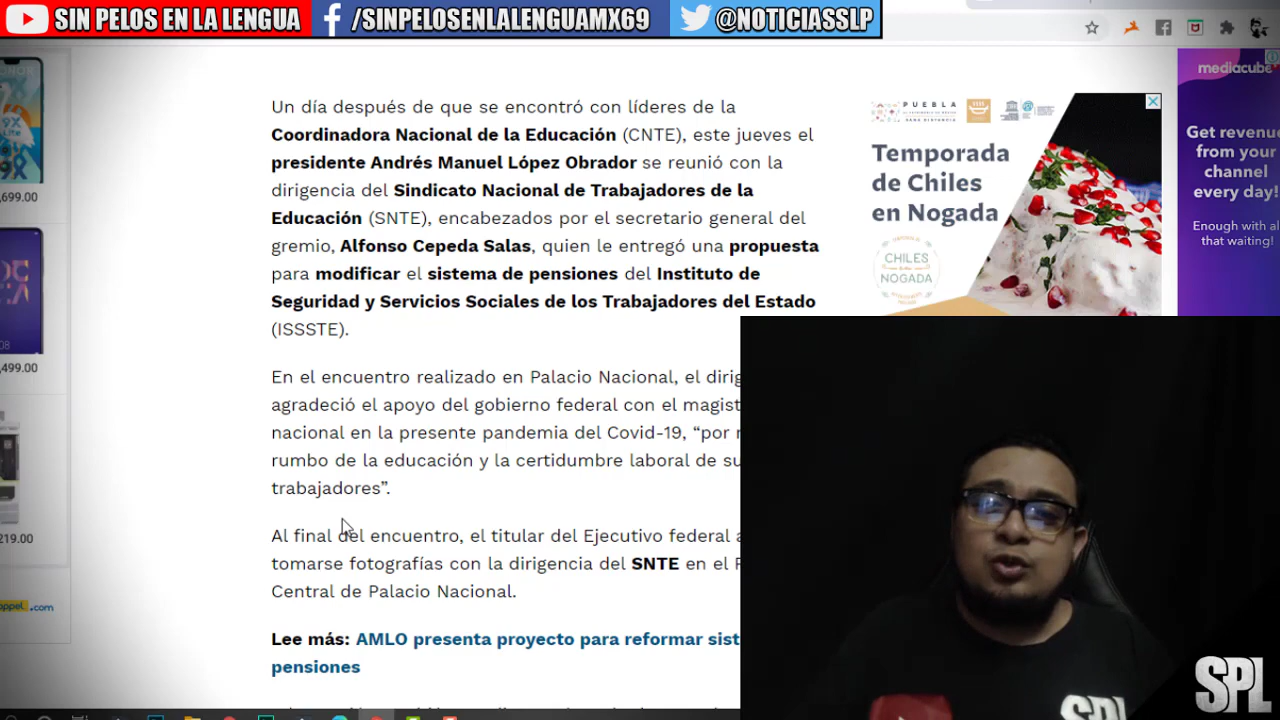 SIN PELOS EN LA LENGUA
/SINPELOSENLALENGUAMX69
@NOTICIASSLP
Un día después de que se encontró con líderes de la
Coordinadora Nacional de la Educación (CNTE), este jueves el
presidente Andrés Manuel López Obrador se reunió con la
dirigencia del Sindicato Nacional de Trabajadores de la
Educación (SNTE), encabezados por el secretario general del
gremio, Alfonso Cepeda Salas, quien le entregó una propuesta
para modificar el sistema de pensiones del Instituto de
Seguridad y Servicios Sociales de los Trabajadores del Estado
(ISSSTE).
En el encuentro realizado en Palacio Nacional, el dirig
agradeció el apoyo del gobierno federal con el magist
nacional en la presente pandemia del Covid-19, “por
rumbo de la educación y la certidumbre laboral de su
trabajadores”.
Al final del encuentro, el titular del Ejecutivo federal a
tomarse fotografías con la dirigencia del SNTE en el P
Central de Palacio Nacional.
Lee más: AMLO presenta proyecto para reformar sist
pensiones
9X
Lite
,699.00
,499.00
219.00
.com
PUEBLA
Temporada
de Chiles
en Nogada
CHILES
NOGADA
mediacube
Get revenue
from your
channel
every day!
Enough with al
that waiting!
SPL